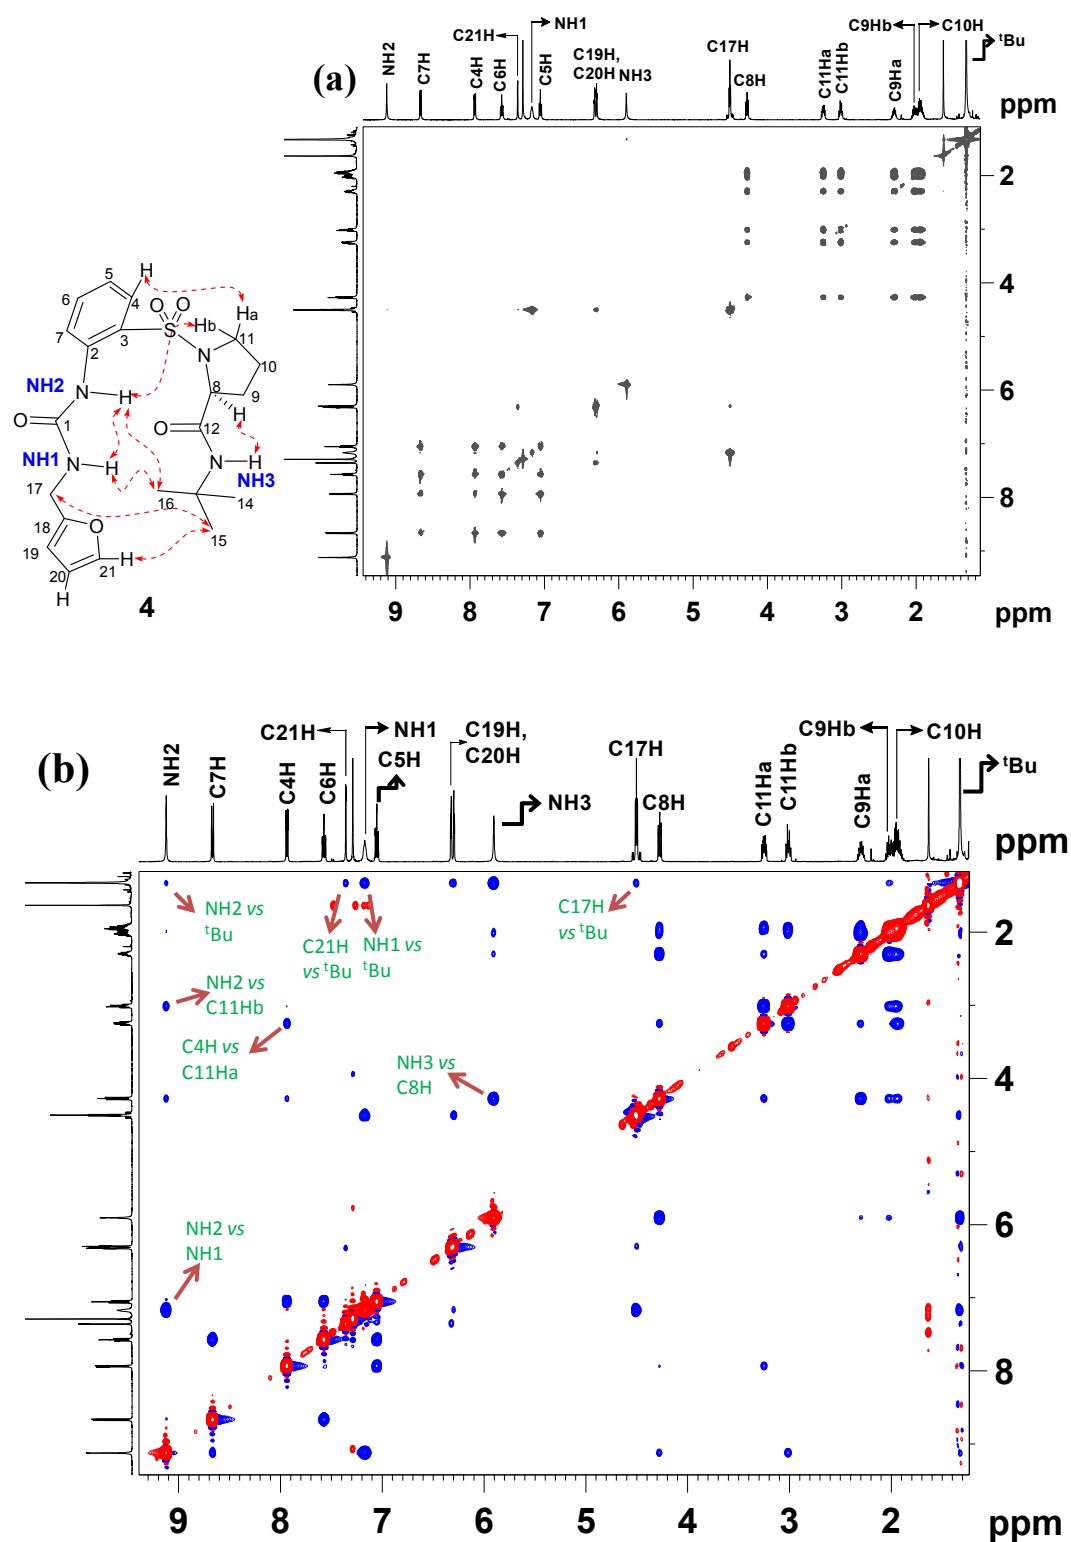 (a)
NH2
C7H
C4H
C6H
C21H
NH1
C5H
C19H,
C20H
NH3
C17H
C8H
C11Ha
C11Hb
C9Ha
C9Hb
C10H
ᵗBu
ppm
2
4
6
8
9 8 7 6 5 4 3 2 ppm
H
5
4
6
7
3
2
O O
S
Hb
Ha
H
11
10
N
8
9
H
NH2
N
H
O
1
O
12
NH1
N
H
N
H
NH3
17
16
14
15
18
O
19
20
21
H
H
4
(b)
NH2
C7H
C4H
C6H
C21H
NH1
C5H
C19H,
C20H
NH3
C17H
C8H
C11Ha
C11Hb
C9Ha
C9Hb
C10H
ᵗBu
ppm
NH2 vs
ᵗBu
C21H
vs ᵗBu
NH1 vs
ᵗBu
C17H
vs ᵗBu
NH2 vs
C11Hb
C4H vs
C11Ha
NH3 vs
C8H
NH2 vs
NH1
2
4
6
8
9 8 7 6 5 4 3 2 ppm